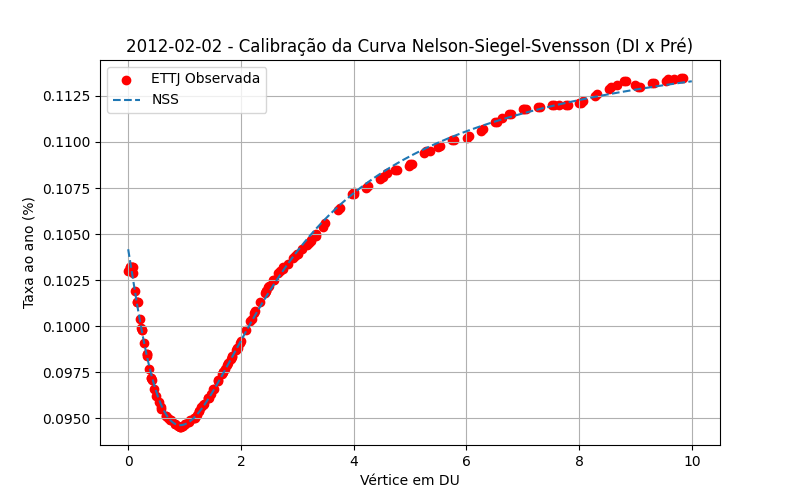 2012-02-02 - Calibração da Curva Nelson-Siegel-Svensson (DI x Pré)
ETTJ Observada
NSS
Taxa ao ano (%)
0.1125
0.1100
0.1075
0.1050
0.1025
0.1000
0.0975
0.0950
0 2 4 6 8 10
Vértice em DU